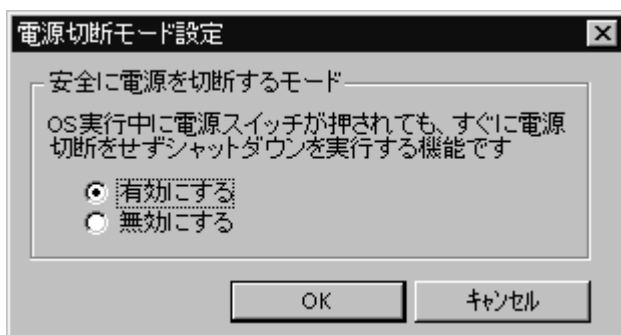 電源切断モード設定
安全に電源を切断するモード
OS実行中に電源スイッチが押されても、すぐに電源
切断をせずシャットダウンを実行する機能です
有効にする
無効にする
OK
キャンセル